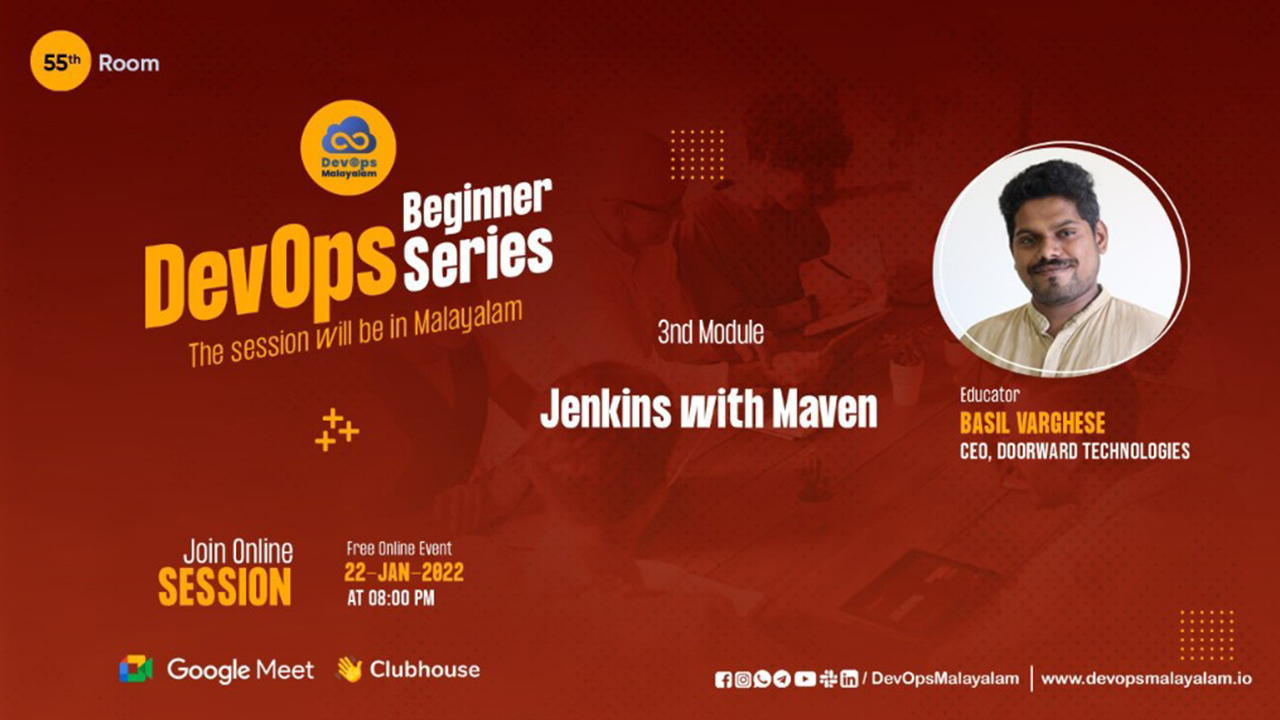 55th Room
DevOps
Malayalam
Beginner
DevOps Series
The session will be in Malayalam
3nd Module
Jenkins with Maven
Educator
BASIL VARGHESE
CEO, DOORWARD TECHNOLOGIES
Join Online
SESSION
Free Online Event
22-JAN-2022
AT 08:00 PM
Google Meet
Clubhouse
/ DevOpsMalayalam | www.devopsmalayalam.io